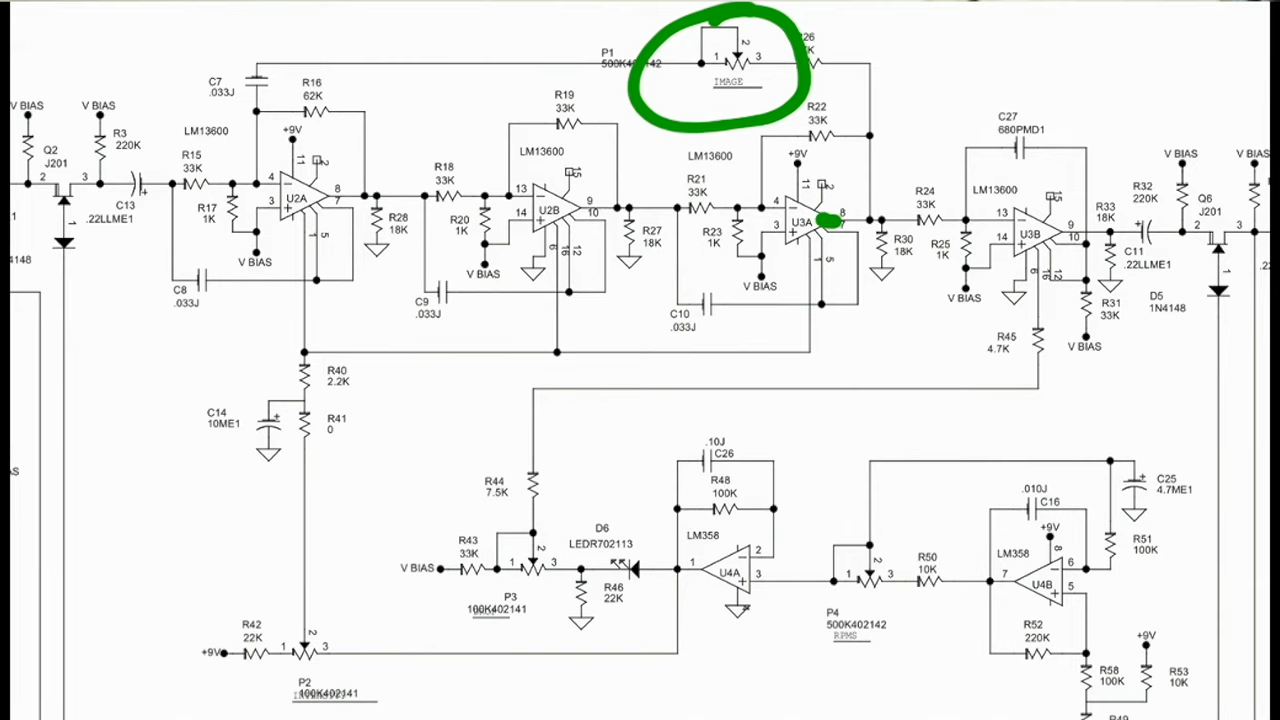 P1
IMAGE
C7
.033J
R16
62K
+9V
R19
33K
R22
33K
C27
680PMD1
V BIAS
V BIAS
Q2
J201
R3
220K
LM13600
R15
33K
R17
1K
C13
.22LLME1
U2A
V BIAS
C8
.033J
R28
18K
LM13600
R18
33K
R20
1K
U2B
V BIAS
C9
.033J
R27
18K
LM13600
+9V
R21
33K
R23
1K
U3A
V BIAS
C10
.033J
R30
18K
LM13600
R24
33K
R25
1K
U3B
V BIAS
R33
18K
R32
220K
C11
.22LLME1
V BIAS
V BIAS
Q6
J201
D5
1N4148
R31
33K
V BIAS
R45
4.7K
R40
2.2K
C14
10ME1
R41
0
R44
7.5K
R43
33K
V BIAS
D6
LEDR702113
R46
22K
P3
100K402141
.10J
C26
R48
100K
LM358
U4A
P4
500K402142
RPMS
R50
10K
.010J
C16
+9V
LM358
U4B
R51
100K
C25
4.7ME1
R52
220K
+9V
R58
100K
R53
10K
R42
22K
+9V
P2
100K402141